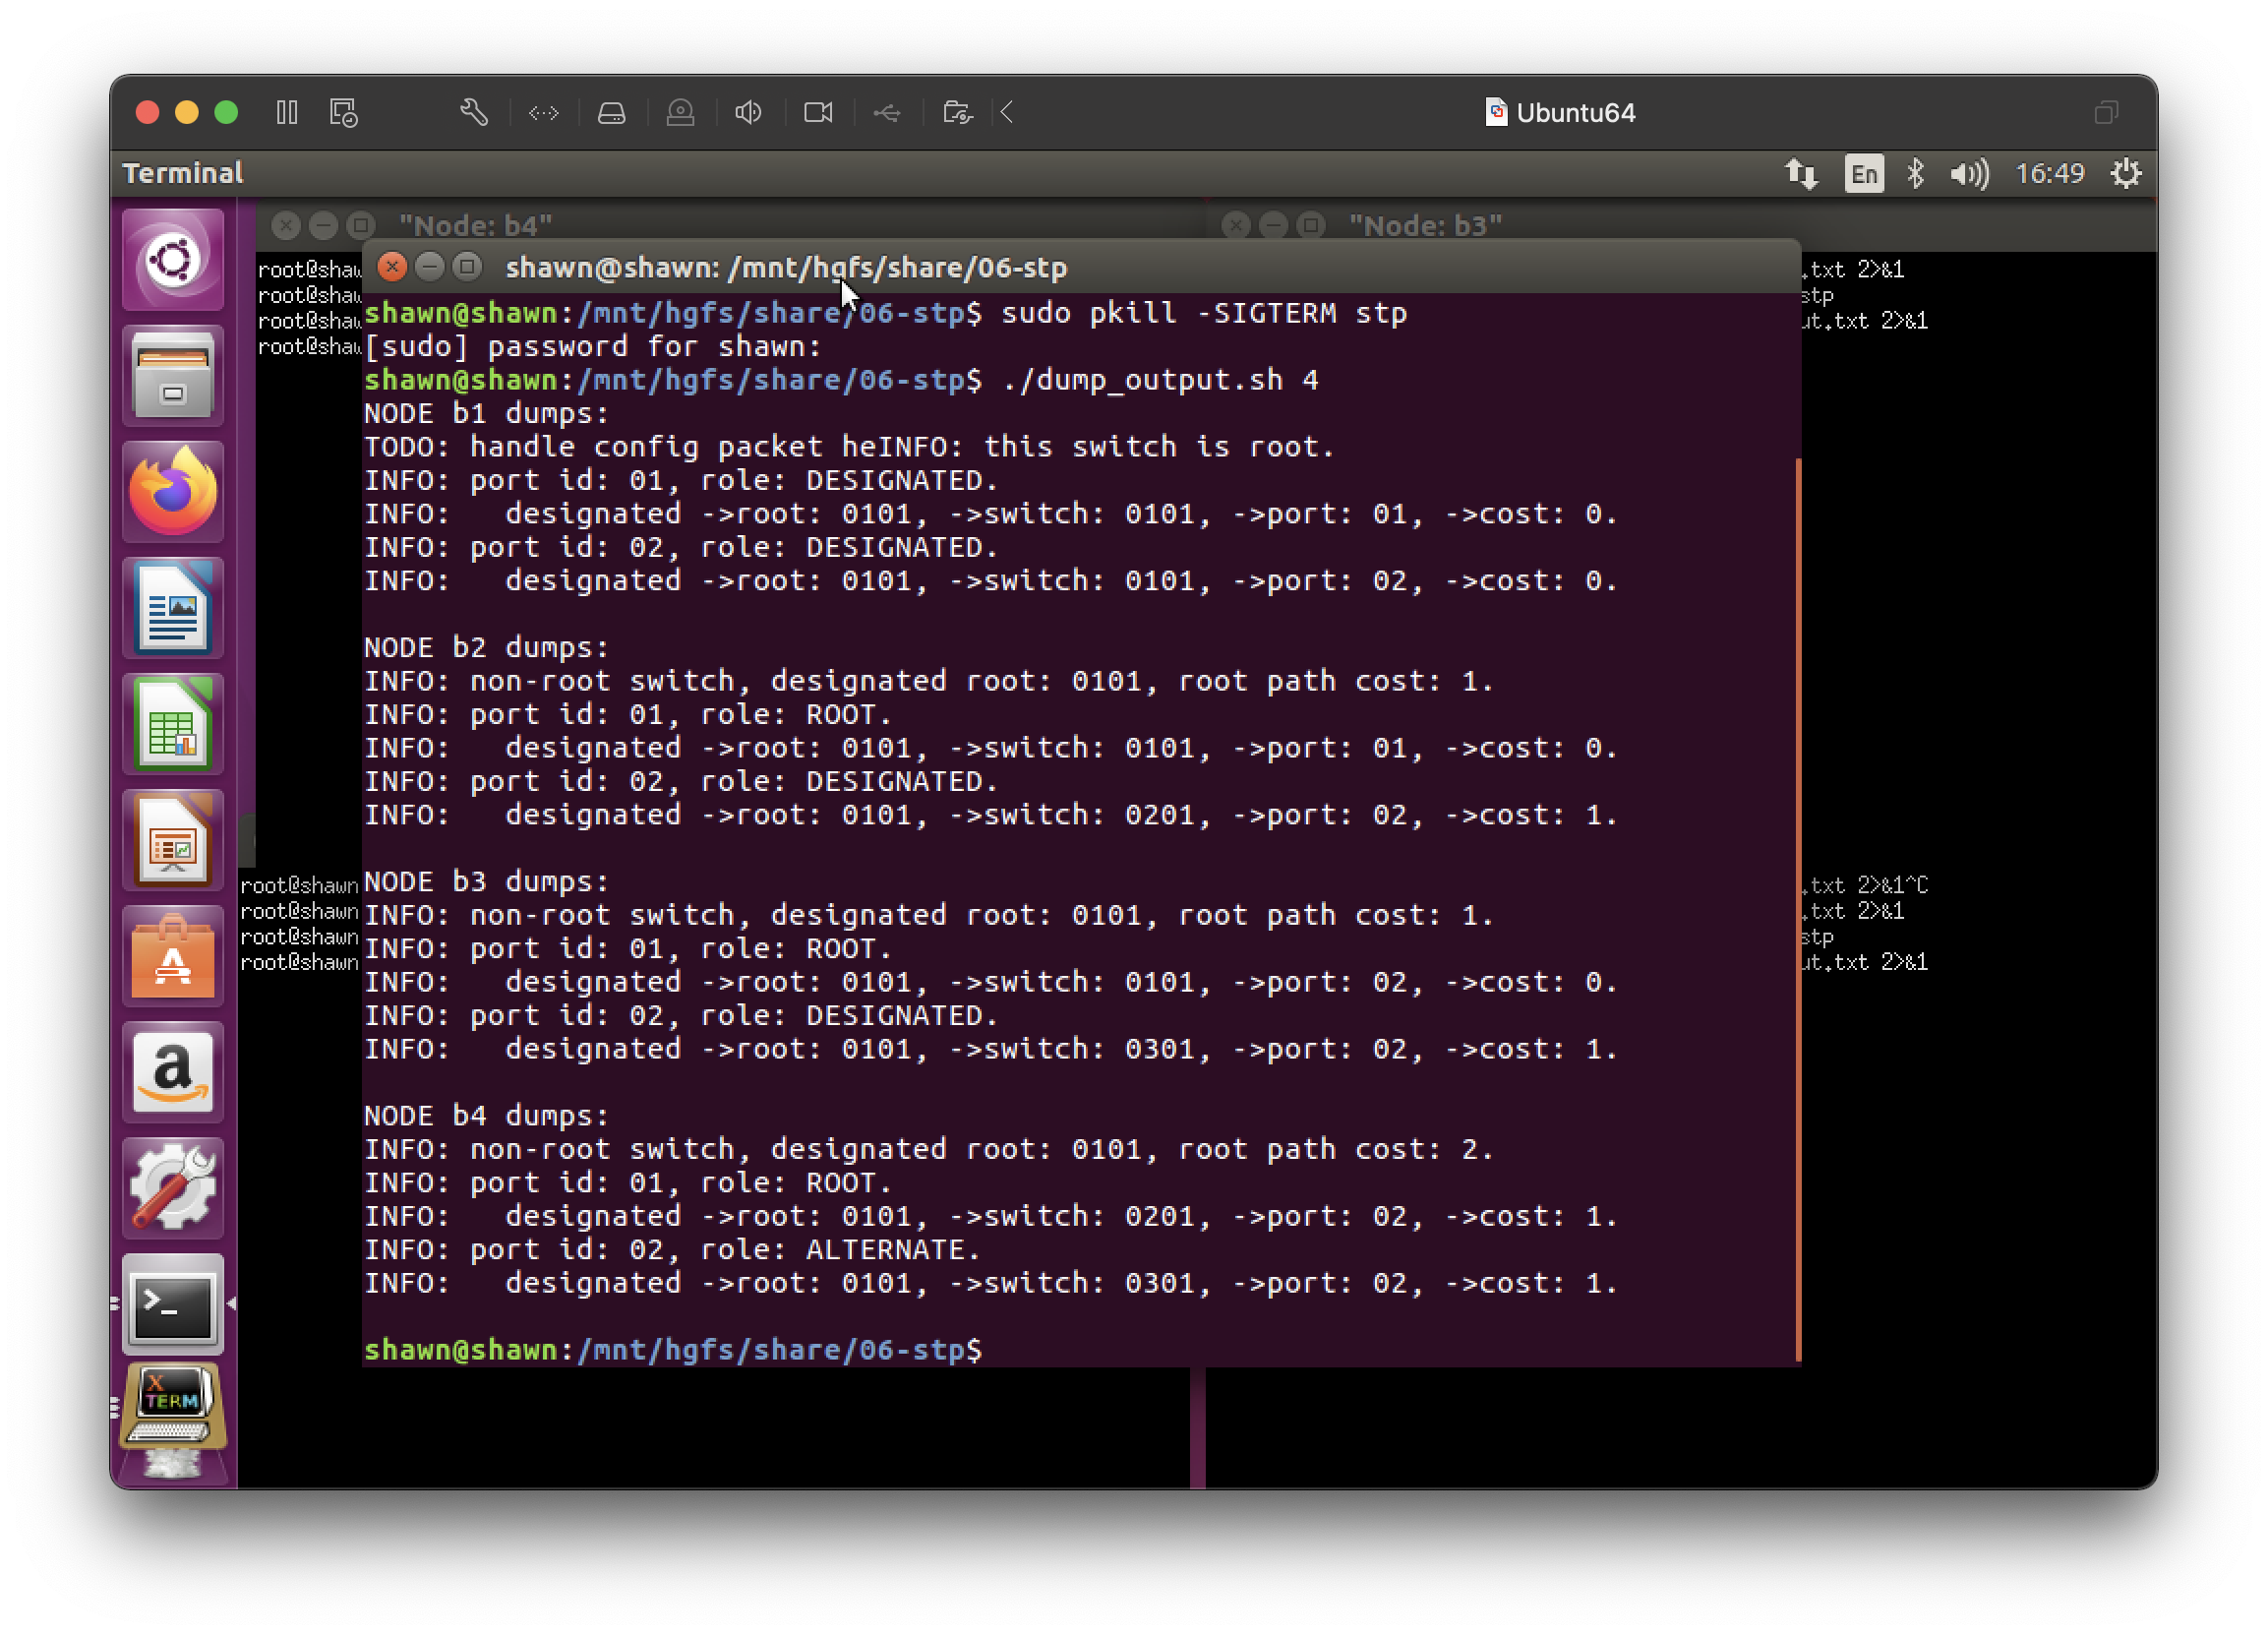 Ubuntu64
Terminal
En
16:49
"Node: b4"
"Node: b3"
root@shaw
root@shaw
root@shaw
root@shaw
.txt 2>&1
stp
ut.txt 2>&1
shawn@shawn: /mnt/hgfs/share/06-stp
shawn@shawn:/mnt/hgfs/share/06-stp$ sudo pkill -SIGTERM stp
[sudo] password for shawn:
shawn@shawn:/mnt/hgfs/share/06-stp$ ./dump_output.sh 4
NODE b1 dumps:
TODO: handle config packet heINFO: this switch is root.
INFO: port id: 01, role: DESIGNATED.
INFO:   designated ->root: 0101, ->switch: 0101, ->port: 01, ->cost: 0.
INFO: port id: 02, role: DESIGNATED.
INFO:   designated ->root: 0101, ->switch: 0101, ->port: 02, ->cost: 0.
NODE b2 dumps:
INFO: non-root switch, designated root: 0101, root path cost: 1.
INFO: port id: 01, role: ROOT.
INFO:   designated ->root: 0101, ->switch: 0101, ->port: 01, ->cost: 0.
INFO: port id: 02, role: DESIGNATED.
INFO:   designated ->root: 0101, ->switch: 0201, ->port: 02, ->cost: 1.
NODE b3 dumps:
INFO: non-root switch, designated root: 0101, root path cost: 1.
INFO: port id: 01, role: ROOT.
INFO:   designated ->root: 0101, ->switch: 0101, ->port: 02, ->cost: 0.
INFO: port id: 02, role: DESIGNATED.
INFO:   designated ->root: 0101, ->switch: 0301, ->port: 02, ->cost: 1.
NODE b4 dumps:
INFO: non-root switch, designated root: 0101, root path cost: 2.
INFO: port id: 01, role: ROOT.
INFO:   designated ->root: 0101, ->switch: 0201, ->port: 02, ->cost: 1.
INFO: port id: 02, role: ALTERNATE.
INFO:   designated ->root: 0101, ->switch: 0301, ->port: 02, ->cost: 1.
shawn@shawn:/mnt/hgfs/share/06-stp$
root@shawn
root@shawn
root@shawn
root@shawn
.txt 2>&1^C
.txt 2>&1
stp
ut.txt 2>&1
X
TERM